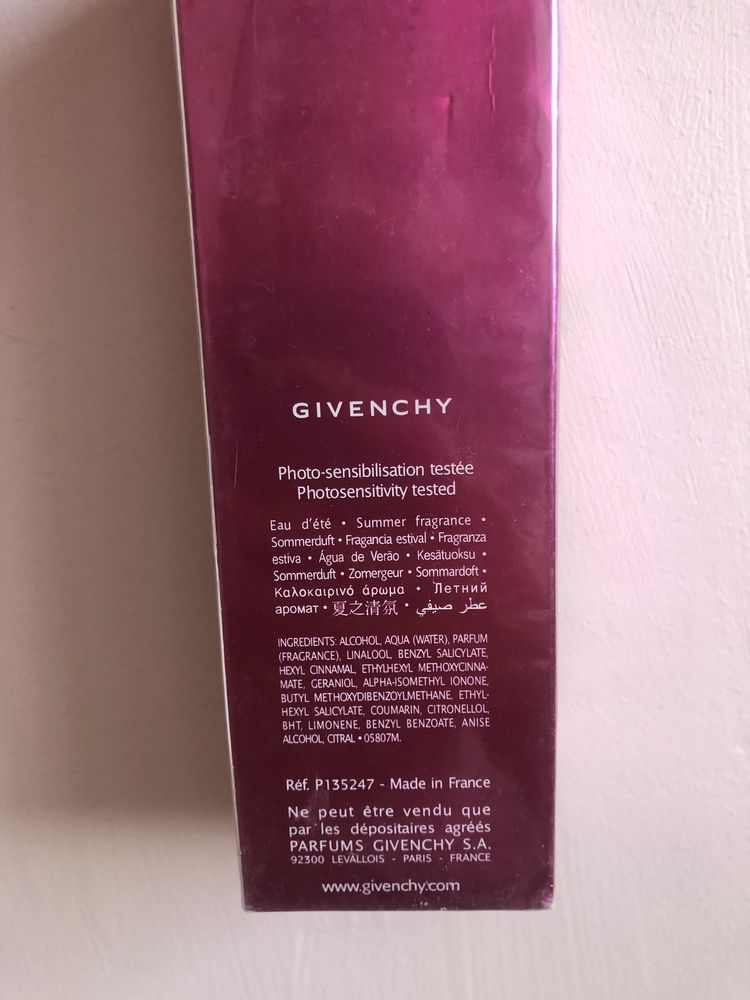 GIVENCHY
Photo-sensibilisation testée
Photosensitivity tested
Eau d'été • Summer fragrance •
Sommerduft • Fragancia estival • Fragranza
estiva • Água de Verão • Kesätuoksu •
Sommerduft • Zomergeur • Sommardoft •
Καλοκαιρινό άρωμα • Летний
аромат • 夏之清氛 • عطر صيفي
INGREDIENTS: ALCOHOL, AQUA (WATER), PARFUM
(FRAGRANCE), LINALOOL, BENZYL SALICYLATE,
HEXYL CINNAMAL, ETHYLHEXYL METHOXYCINNA-
MATE, GERANIOL, ALPHA-ISOMETHYL IONONE,
BUTYL METHOXYDIBENZOYLMETHANE, ETHYL-
HEXYL SALICYLATE, COUMARIN, CITRONELLOL,
BHT, LIMONENE, BENZYL BENZOATE, ANISE
ALCOHOL, CITRAL • 05807M.
Réf. P135247 - Made in France
Ne peut être vendu que
par les dépositaires agréés
PARFUMS GIVENCHY S.A.
92300 LEVALLOIS - PARIS - FRANCE
www.givenchy.com